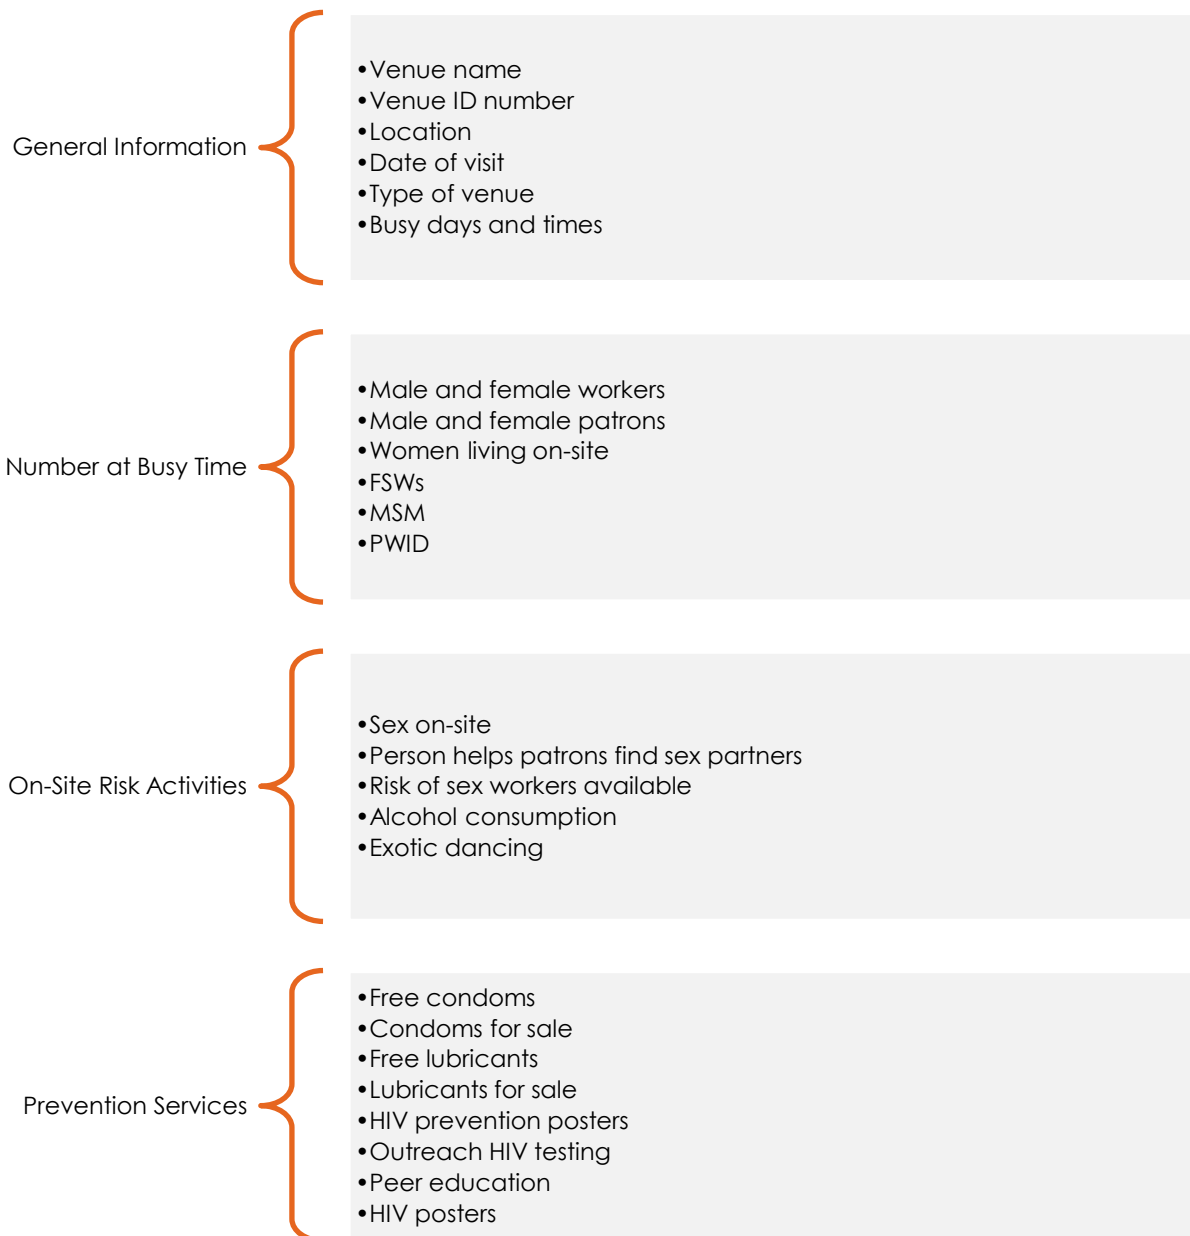 General Information
•Venue name
•Venue ID number
•Location
•Date of visit
•Type of venue
•Busy days and times
Number at Busy Time
•Male and female workers
•Male and female patrons
•Women living on-site
•FSWs
•MSM
•PWID
On-Site Risk Activities
•Sex on-site
•Person helps patrons find sex partners
•Risk of sex workers available
•Alcohol consumption
•Exotic dancing
Prevention Services
•Free condoms
•Condoms for sale
•Free lubricants
•Lubricants for sale
•HIV prevention posters
•Outreach HIV testing
•Peer education
•HIV posters